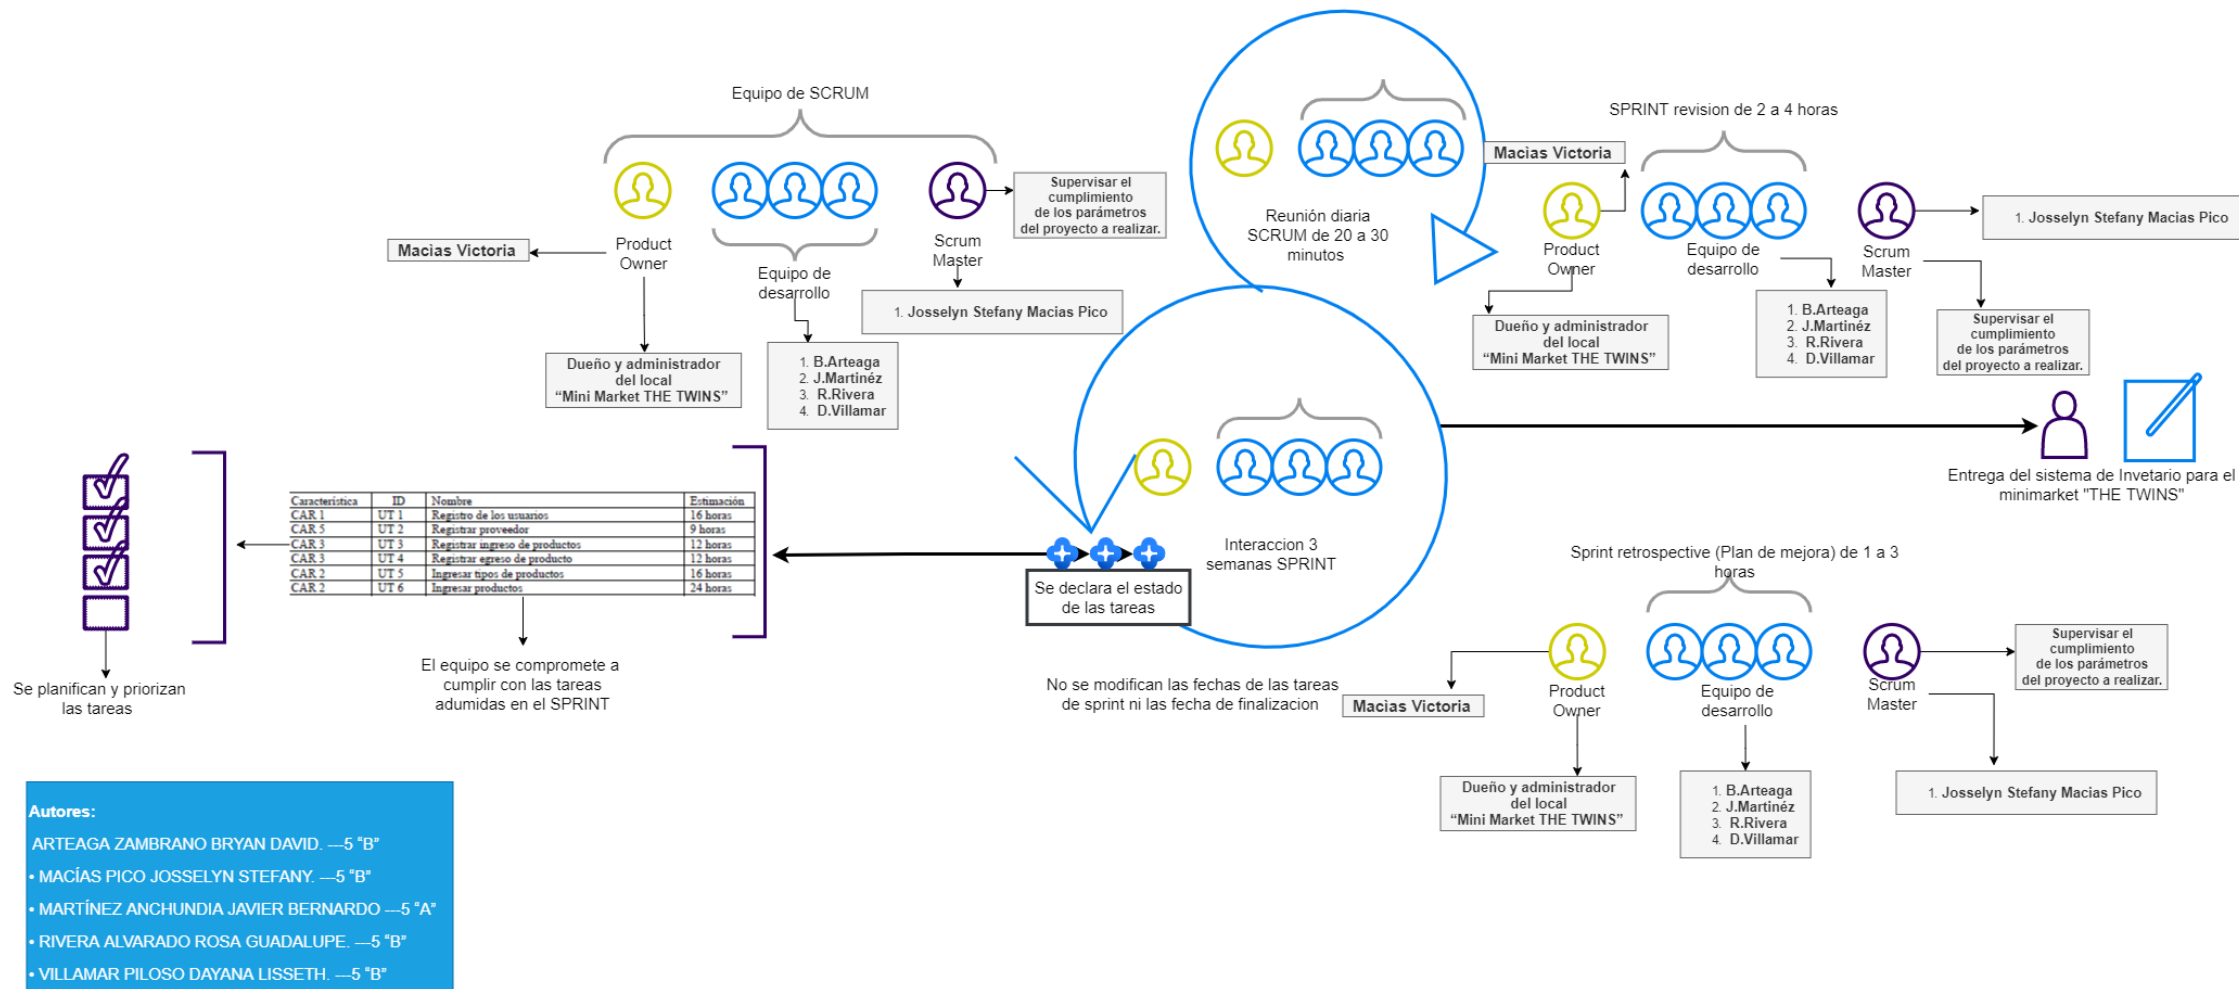 Equipo de SCRUM
Product
Owner
Macias Victoria
Dueño y administrador
del local
“Mini Market THE TWINS”
Equipo de
desarrollo
1. B.Arteaga
2. J.Martinéz
3. R.Rivera
4. D.Villamar
Scrum
Master
Supervisar el
cumplimiento
de los parámetros
del proyecto a realizar.
1. Josselyn Stefany Macias Pico
Reunión diaria
SCRUM de 20 a 30
minutos
SPRINT revision de 2 a 4 horas
Macias Victoria
Product
Owner
Dueño y administrador
del local
“Mini Market THE TWINS”
Equipo de
desarrollo
1. B.Arteaga
2. J.Martinéz
3. R.Rivera
4. D.Villamar
Scrum
Master
1. Josselyn Stefany Macias Pico
Supervisar el
cumplimiento
de los parámetros
del proyecto a realizar.
Entrega del sistema de Invetario para el
minimarket "THE TWINS"
Se planifican y priorizan
las tareas
Característica ID Nombre Estimación
CAR 1 UT 1 Registro de los usuarios 16 horas
CAR 5 UT 2 Registrar proveedor 9 horas
CAR 3 UT 3 Registrar ingreso de productos 12 horas
CAR 3 UT 4 Registrar egreso de producto 12 horas
CAR 2 UT 5 Ingresar tipos de productos 16 horas
CAR 2 UT 6 Ingresar productos 24 horas
El equipo se compromete a
cumplir con las tareas
adumidas en el SPRINT
Interaccion 3
semanas SPRINT
Se declara el estado
de las tareas
No se modifican las fechas de las tareas
de sprint ni las fecha de finalizacion
Sprint retrospective (Plan de mejora) de 1 a 3
horas
Macias Victoria
Product
Owner
Dueño y administrador
del local
“Mini Market THE TWINS”
Equipo de
desarrollo
1. B.Arteaga
2. J.Martinéz
3. R.Rivera
4. D.Villamar
Scrum
Master
Supervisar el
cumplimiento
de los parámetros
del proyecto a realizar.
1. Josselyn Stefany Macias Pico
Autores:
ARTEAGA ZAMBRANO BRYAN DAVID. ---5 “B”
• MACÍAS PICO JOSSELYN STEFANY. ---5 “B”
• MARTÍNEZ ANCHUNDIA JAVIER BERNARDO ---5 “A”
• RIVERA ALVARADO ROSA GUADALUPE. ---5 “B”
• VILLAMAR PILOSO DAYANA LISSETH. ---5 “B”